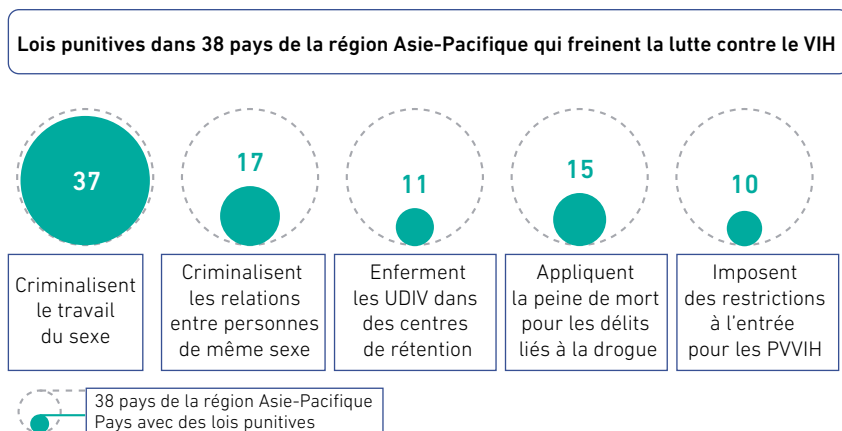 Lois punitives dans 38 pays de la région Asie-Pacifique qui freinent la lutte contre le VIH
37
17
11
15
10
Criminalisent
le travail
du sexe
Criminalisent
les relations
entre personnes
de même sexe
Enferment
les UDIV dans
des centres
de rétention
Appliquent
la peine de mort
pour les délits
liés à la drogue
Imposent
des restrictions
à l'entrée
pour les PVVIH
38 pays de la région Asie-Pacifique
Pays avec des lois punitives